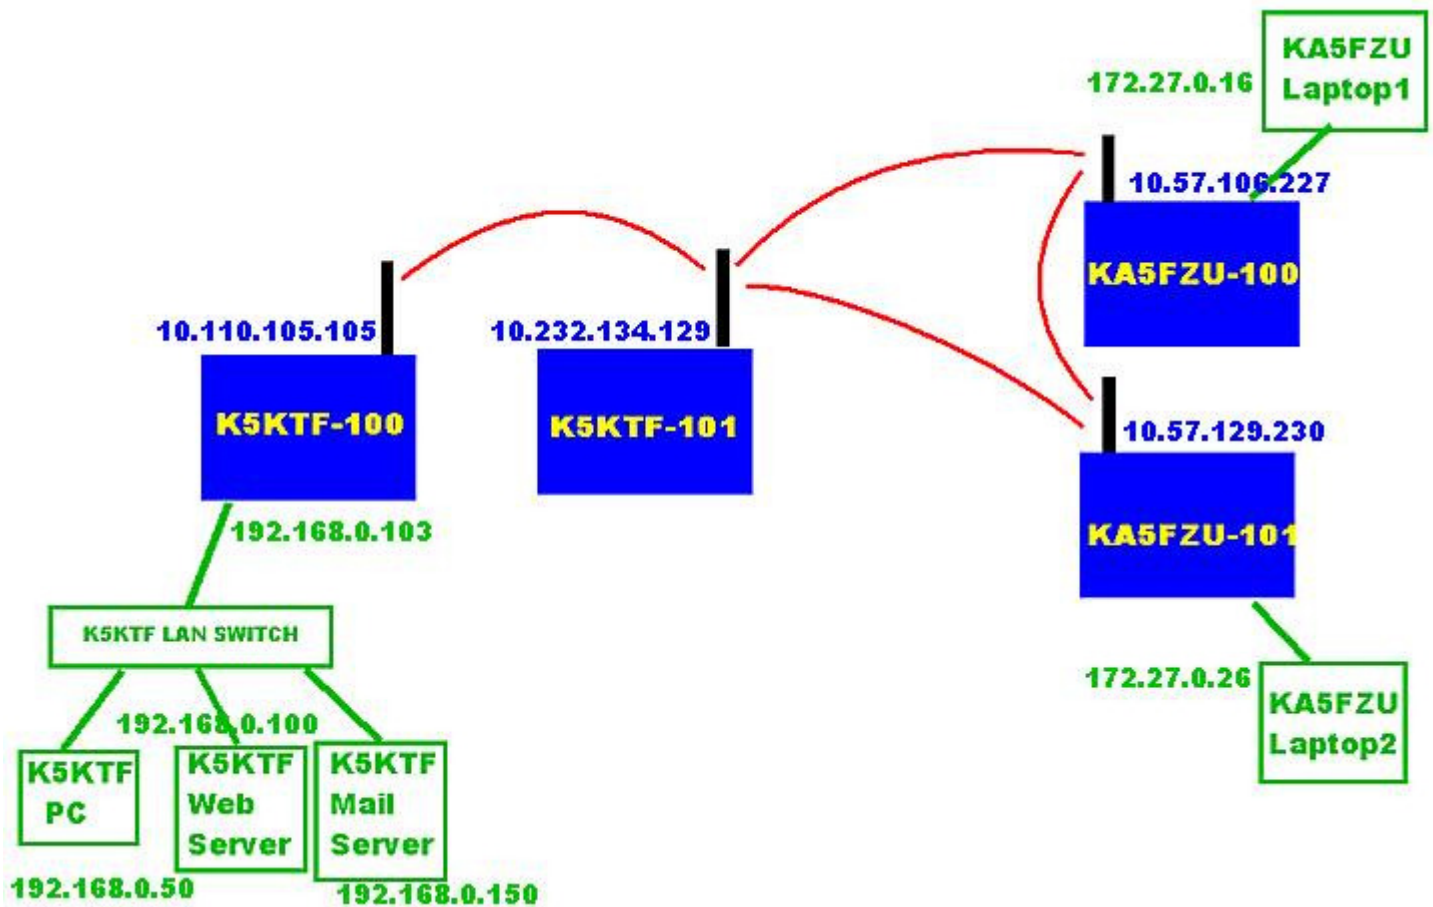 KA5FZU
Laptop1
172.27.0.16
10.57.106.227
KA5FZU-100
10.110.105.105
10.232.134.129
K5KTF-100
K5KTF-101
10.57.129.230
KA5FZU-101
192.168.0.103
K5KTF LAN SWITCH
172.27.0.26
KA5FZU
Laptop2
192.168.0.100
K5KTF
PC
K5KTF
Web
Server
K5KTF
Mail
Server
192.168.0.50
192.168.0.150